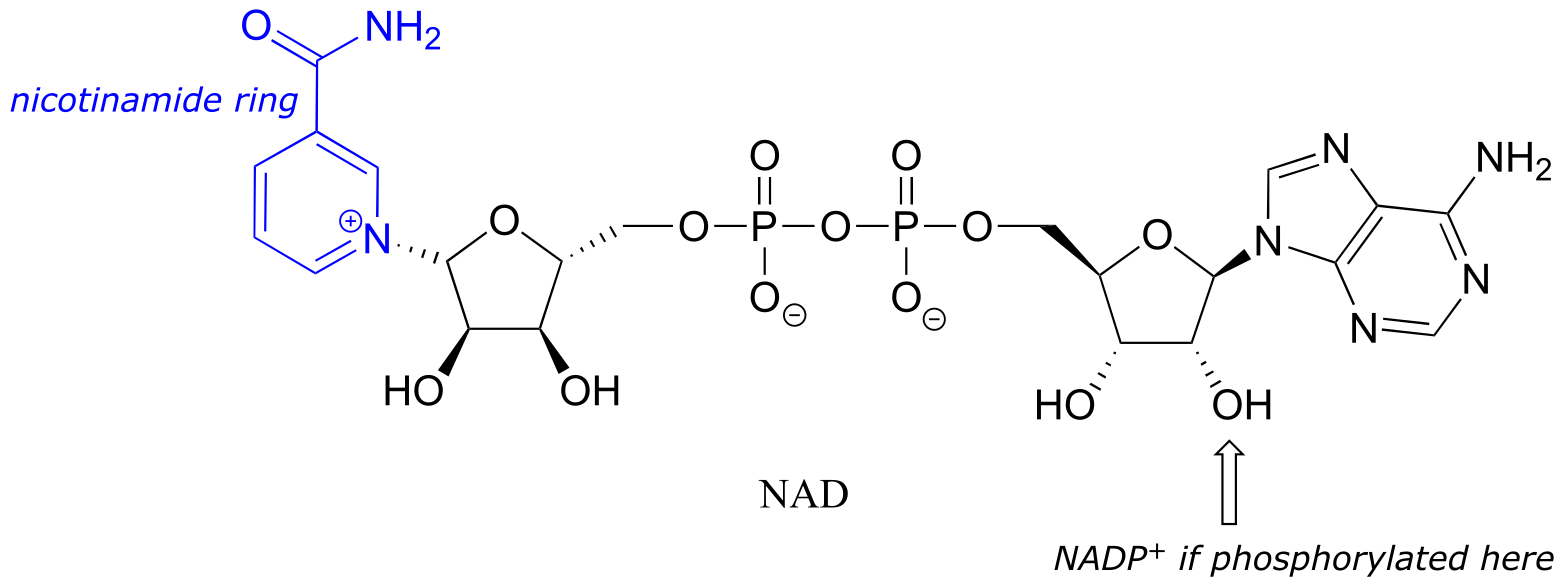 O NH2
nicotinamide ring
O O N NH2
⊕ N O O P O P O O N N
O⊖ O⊖ N
HO OH HO OH
NAD
NADP+ if phosphorylated here